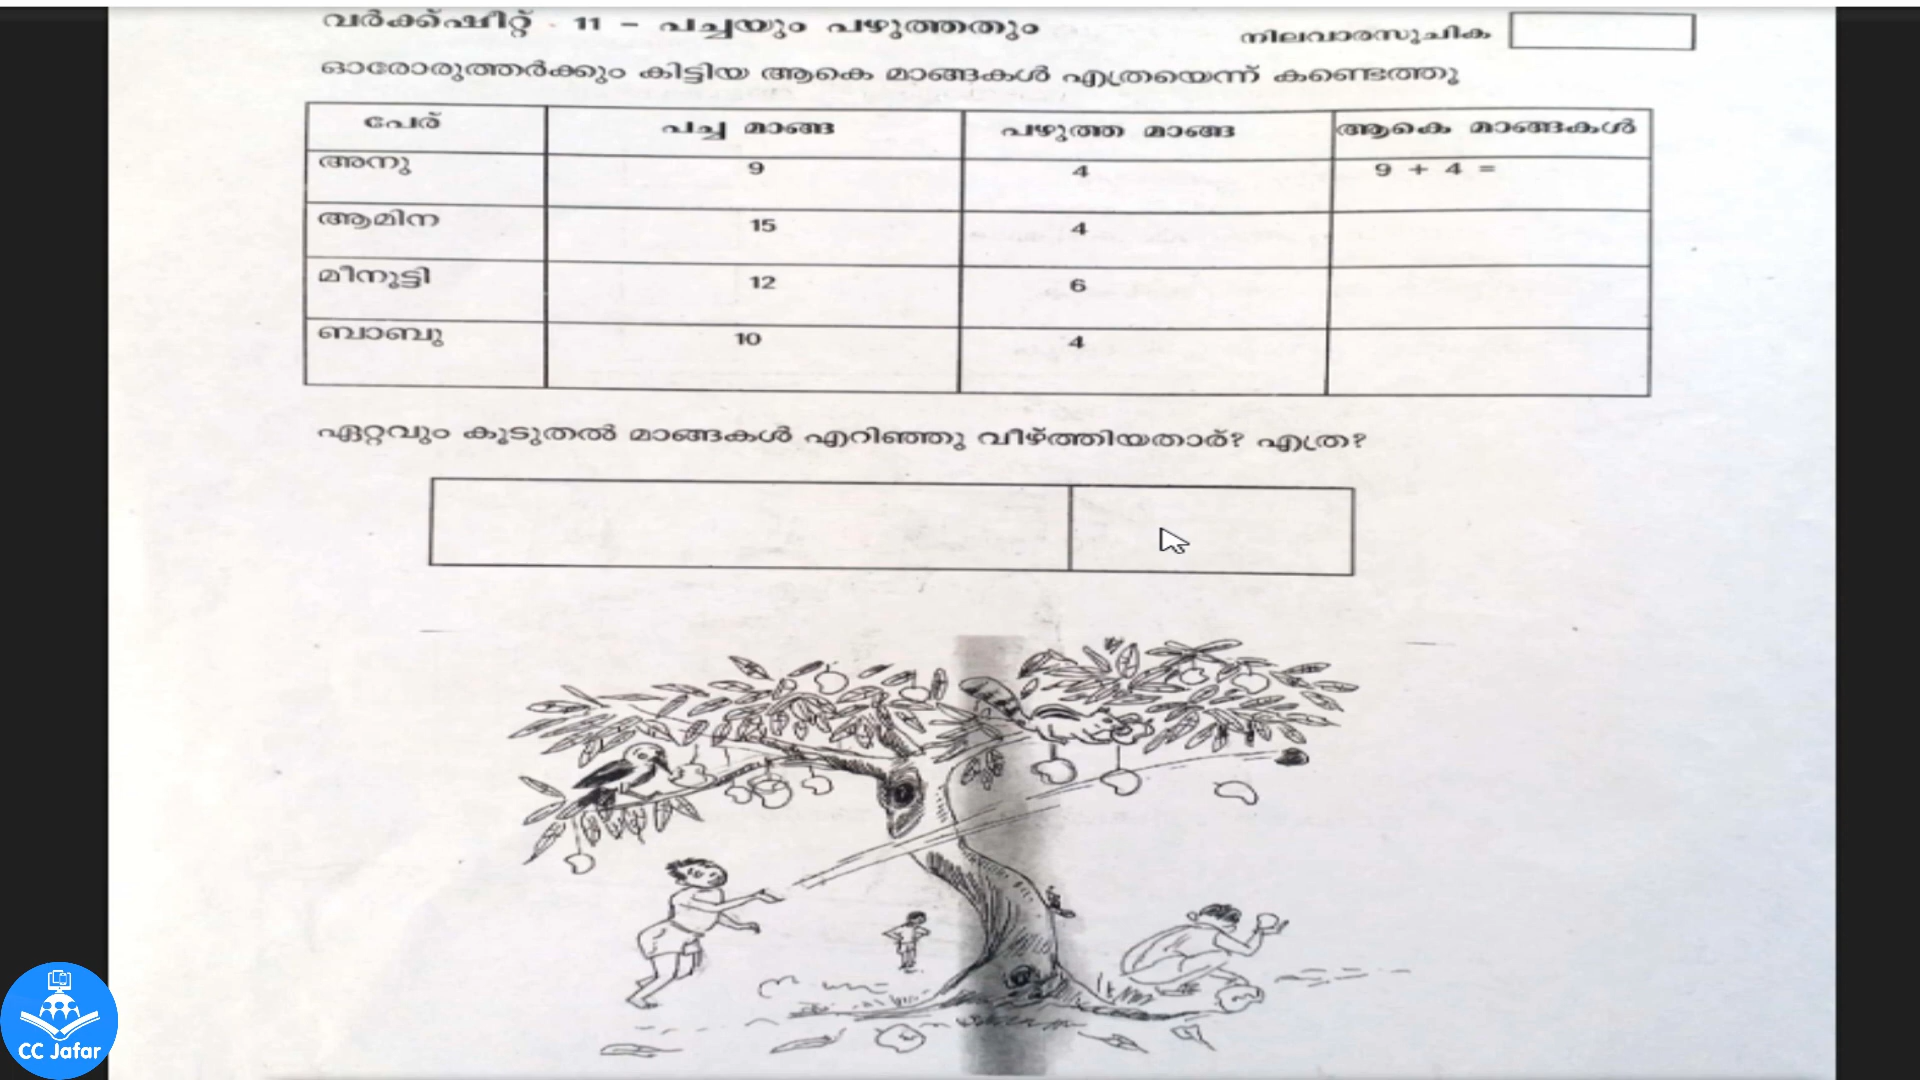 വർക്ക്ഷീറ്റ് - 11 - പച്ചയും പഴുത്തതും
നിലവാരസൂചിക
ഓരോരുത്തർക്കും കിട്ടിയ ആകെ മാങ്ങകൾ എത്രയെന്ന് കണ്ടെത്തൂ
പേര് പച്ച മാങ്ങ പഴുത്ത മാങ്ങ ആകെ മാങ്ങകൾ
അനു 9 4 9 + 4 =
ആമിന 15 4
മീനൂട്ടി 12 6
ബാബു 10 4
ഏറ്റവും കൂടുതൽ മാങ്ങകൾ എറിഞ്ഞു വീഴ്ത്തിയതാര്? എത്ര?
CC Jafar